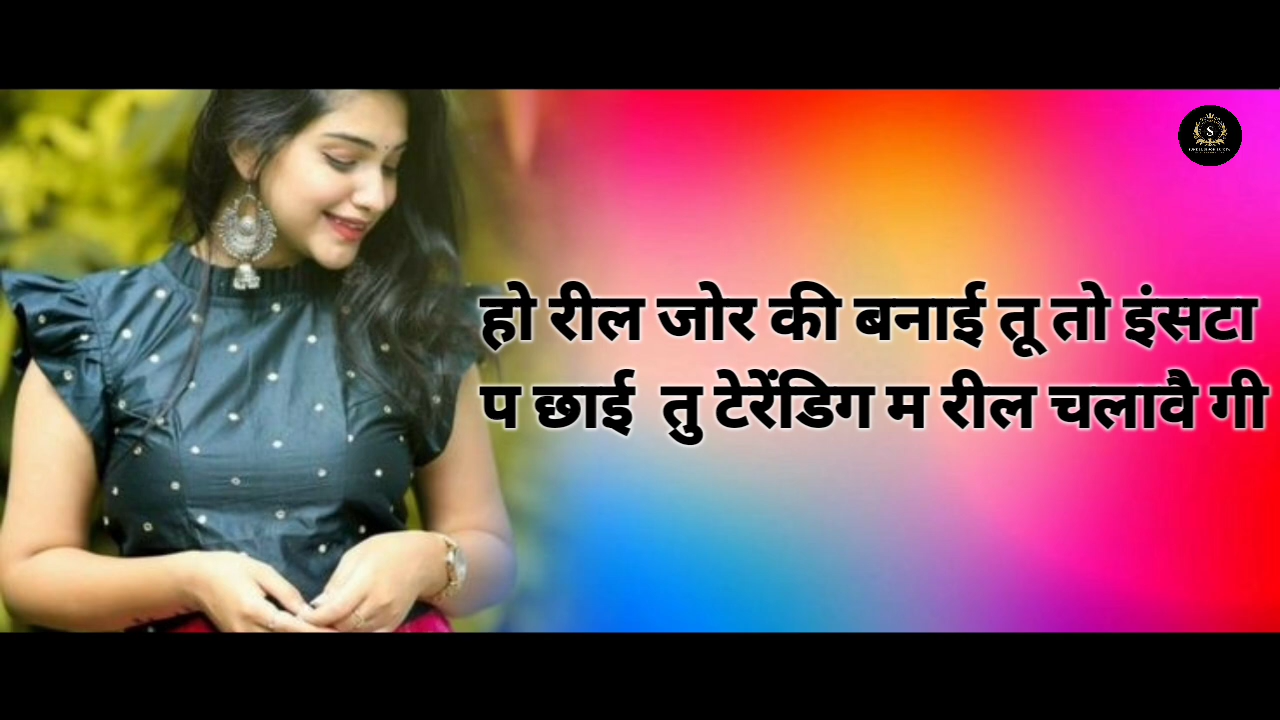 हो रील जोर की बनाई तू तो इंसटा
प छाई तु टेरेंडिग म रील चलावै गी
S